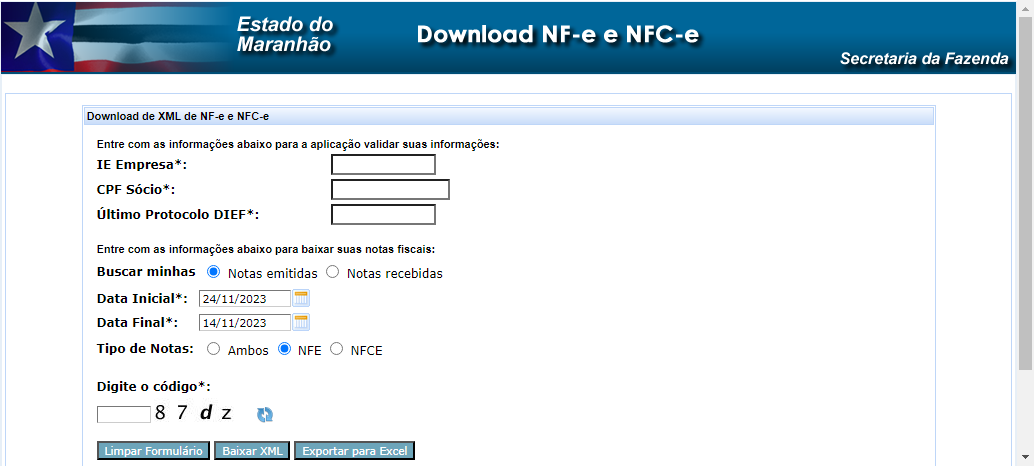 Estado do
Maranhão
Download NF-e e NFC-e
Secretaria da Fazenda
Download de XML de NF-e e NFC-e
Entre com as informações abaixo para a aplicação validar suas informações:
IE Empresa*:
CPF Sócio*:
Último Protocolo DIEF*:
Entre com as informações abaixo para baixar suas notas fiscais:
Buscar minhas Notas emitidas Notas recebidas
Data Inicial*: 24/11/2023
Data Final*: 14/11/2023
Tipo de Notas: Ambos NFE NFCE
Digite o código*:
8 7 d z
Limpar Formulário Baixar XML Exportar para Excel